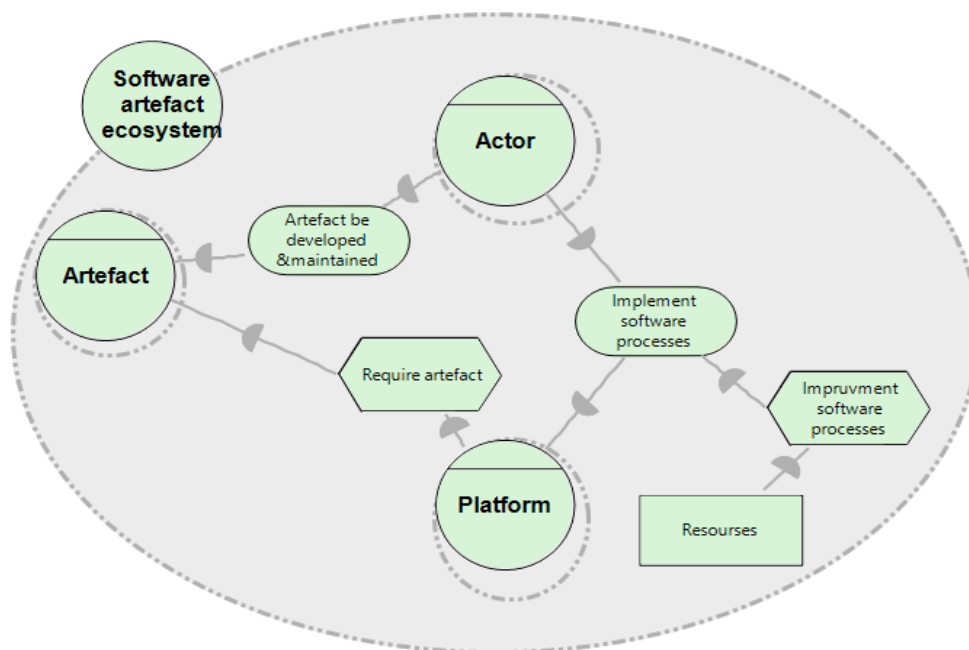 Software
artefact
ecosystem
Actor
Artefact be
developed
&maintained
Artefact
Implement
software
processes
Require artefact
Impruvment
software
processes
Platform
Resourses